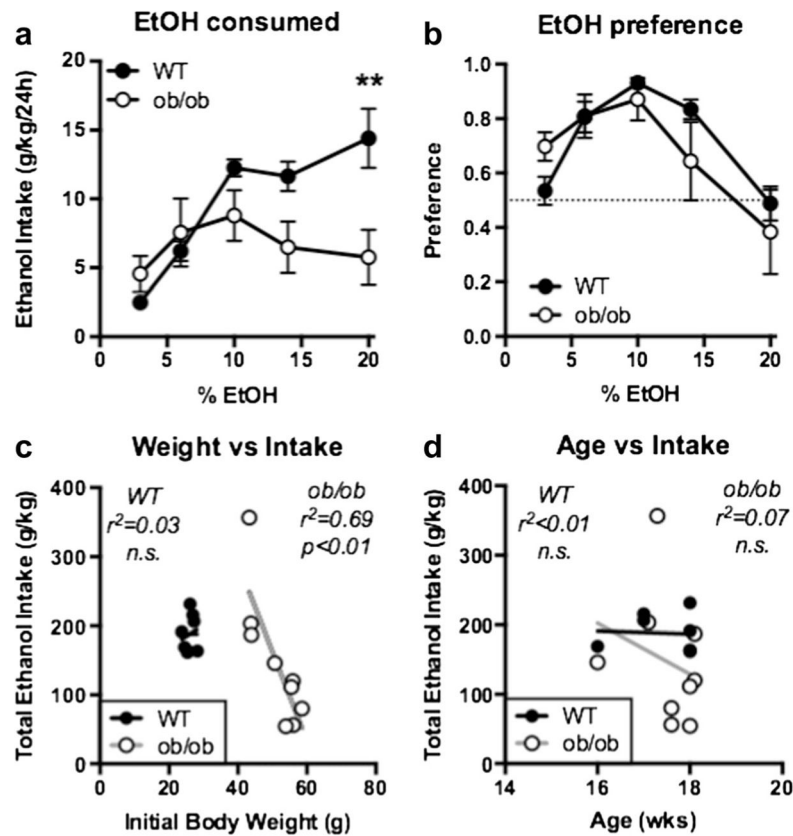 a
EtOH consumed
20
15
10
5
0
Ethanol Intake (g/kg/24h)
WT
ob/ob
**
0 5 10 15 20
% EtOH
b
EtOH preference
1.0
0.8
0.6
0.4
0.2
0.0
Preference
WT
ob/ob
0 5 10 15 20
% EtOH
c
Weight vs Intake
400
300
200
100
0
Total Ethanol Intake (g/kg)
WT
r²=0.03
n.s.
ob/ob
r²=0.69
p<0.01
WT
ob/ob
0 20 40 60 80
Initial Body Weight (g)
d
Age vs Intake
400
300
200
100
0
Total Ethanol Intake (g/kg)
WT
r²<0.01
n.s.
ob/ob
r²=0.07
n.s.
WT
ob/ob
14 16 18 20
Age (wks)